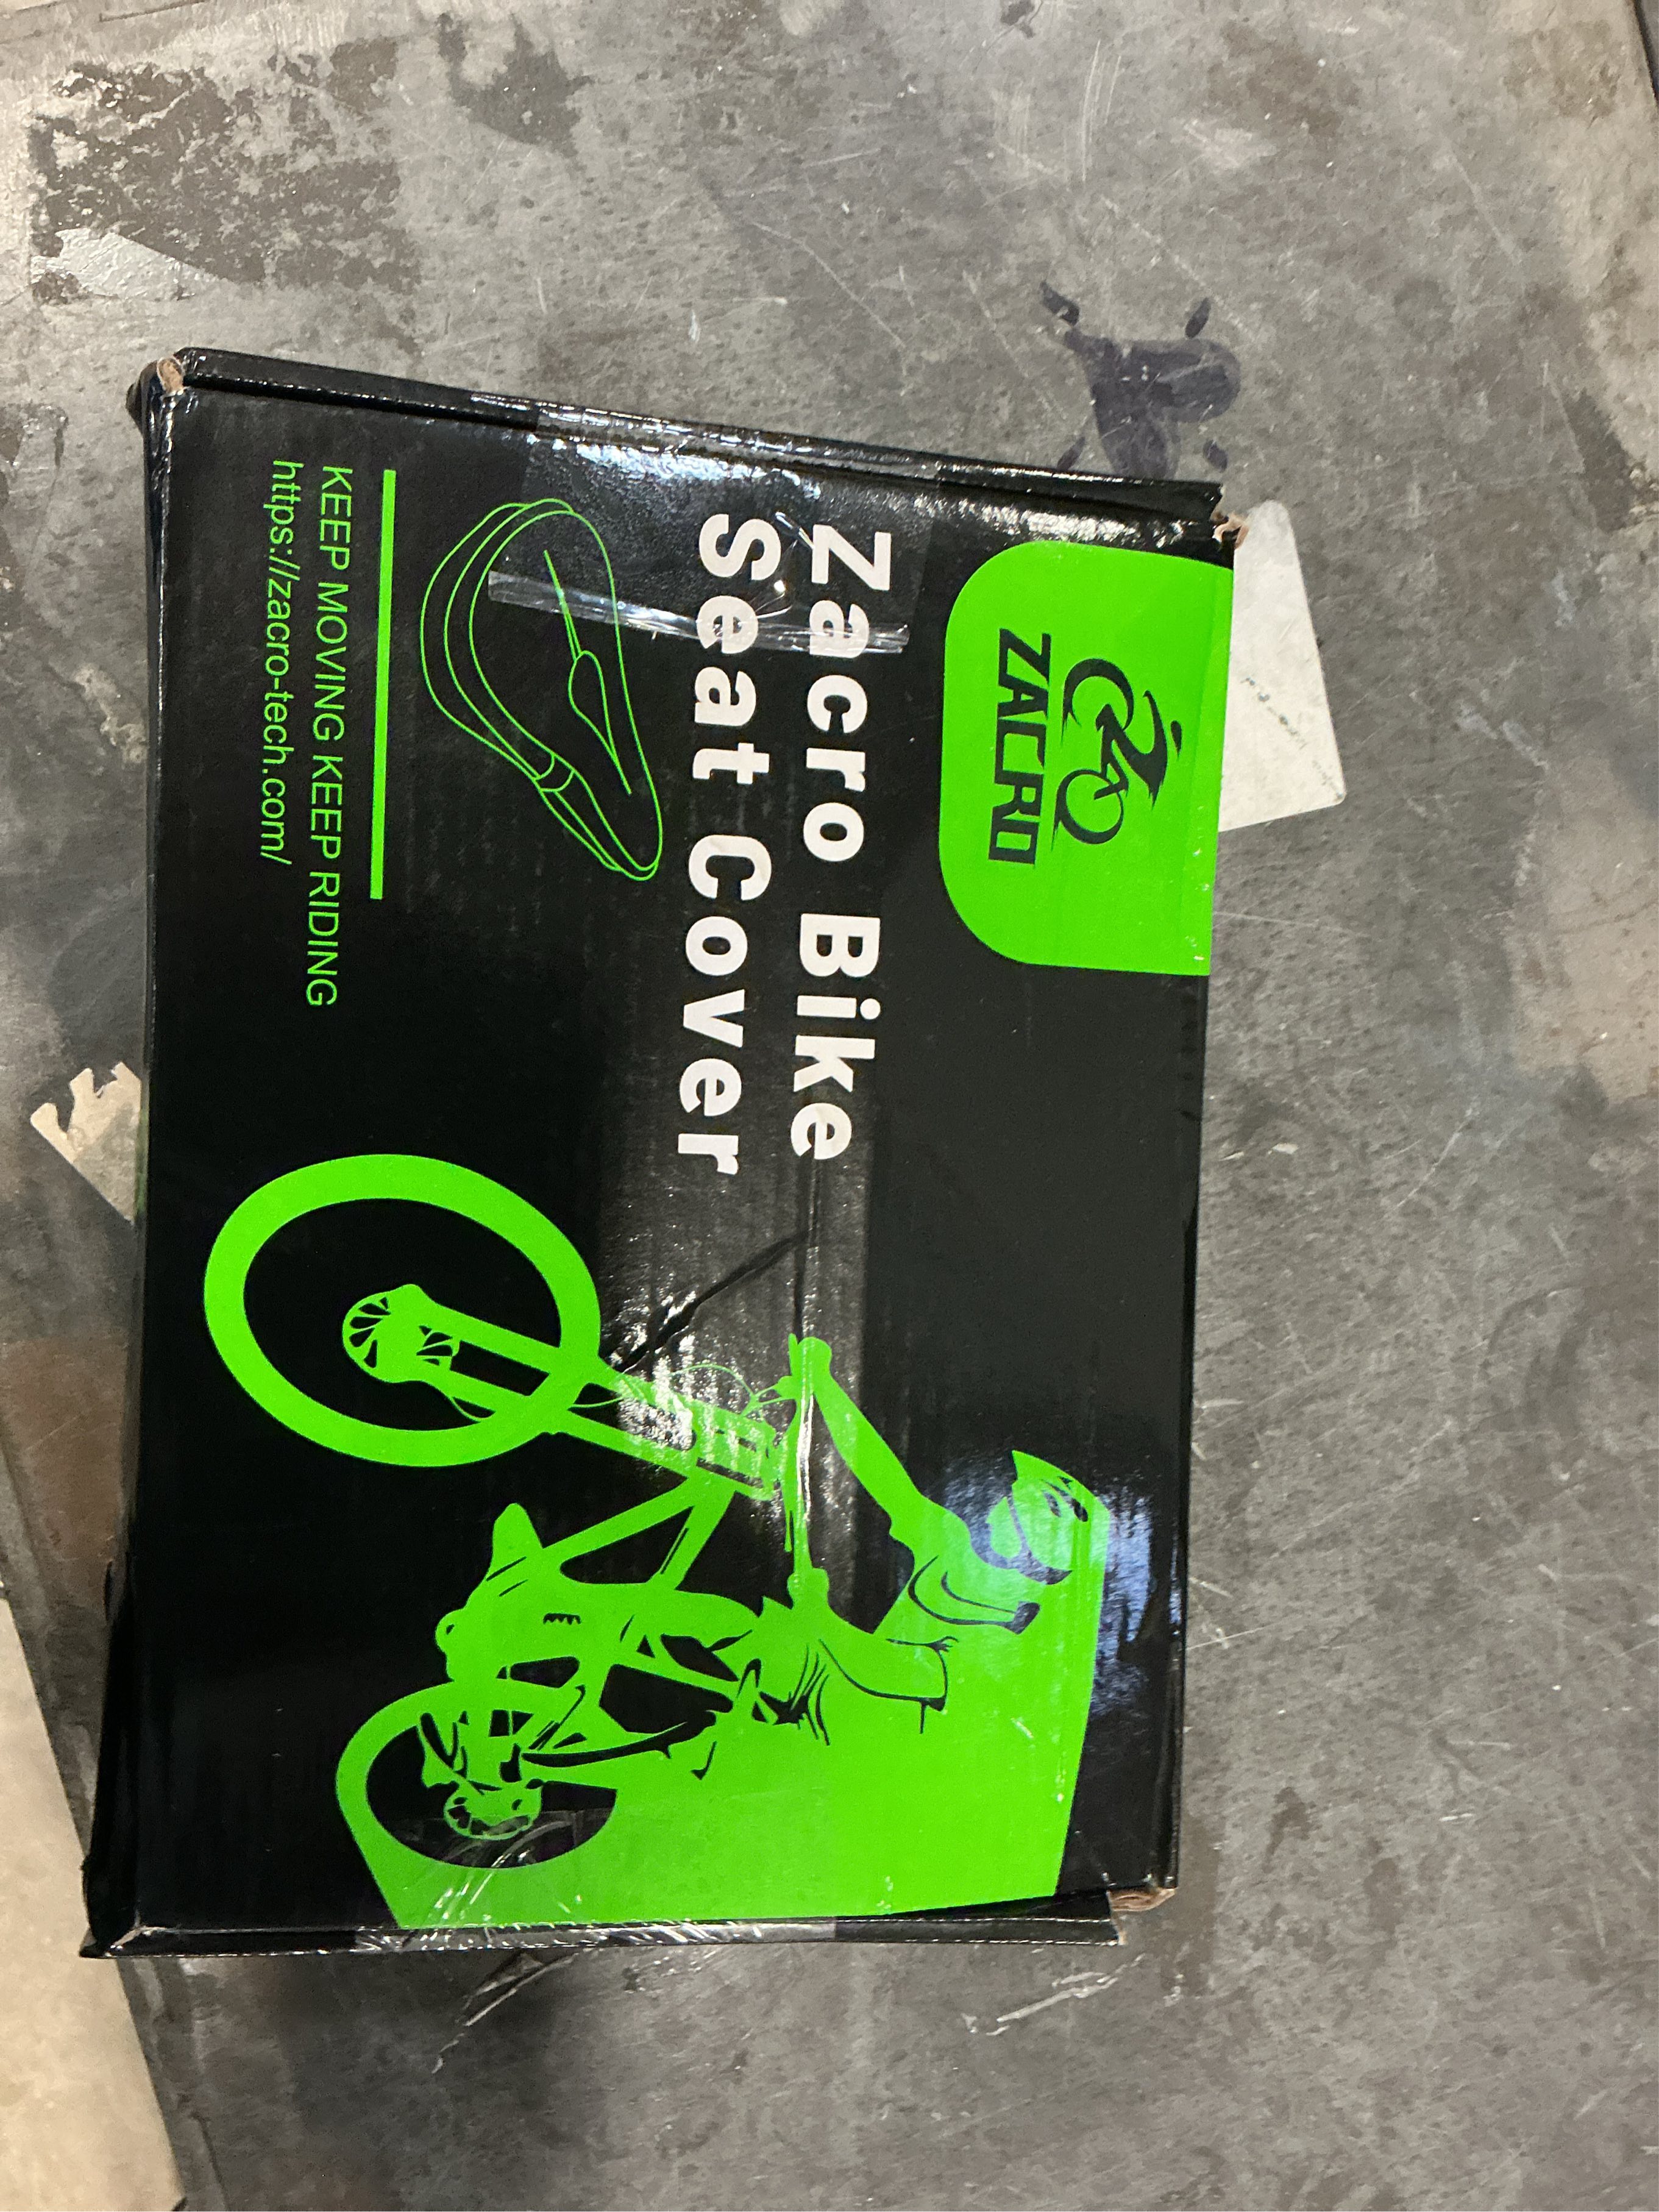 ZACRO
Zacro Bike
Seat Cover
KEEP MOVING KEEP RIDING
https://zacro-tech.com/